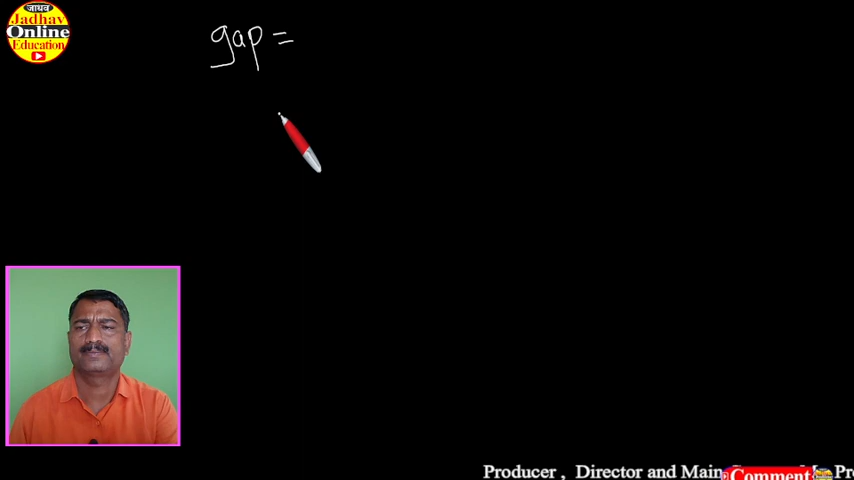 जाधव
Jadhav
Online
Education
gap =
Producer , Director and Main
Comment